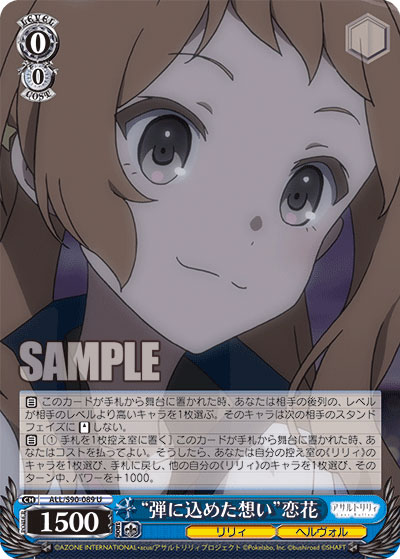 LEVEL
0
0
COST
SAMPLE
このカードが手札から舞台に置かれた時、あなたは相手の後列の、レベル
が相手のレベルより高いキャラを1枚選ぶ。そのキャラは次の相手のスタンド
フェイズに しない。
[① 手札を1枚控え室に置く] このカードが手札から舞台に置かれた時、あ
なたはコストを払ってよい。そうしたら、あなたは自分の控え室の《リリィ》のキャ
ラを1枚選び、手札に戻し、他の自分の《リリィ》のキャラを1枚選び、そのター
ン中、パワーを+1000。
CH
AlL/S90-089 U
POWER
1500
“弾に込めた想い”恋花
アサルトリリィ
リリィ
ヘルヴォル
©AZONE INTERNATIONAL・acus/アサルトリリィプロジェクト ©Pokelabo, Inc. ©bushiroad ©SHAFT